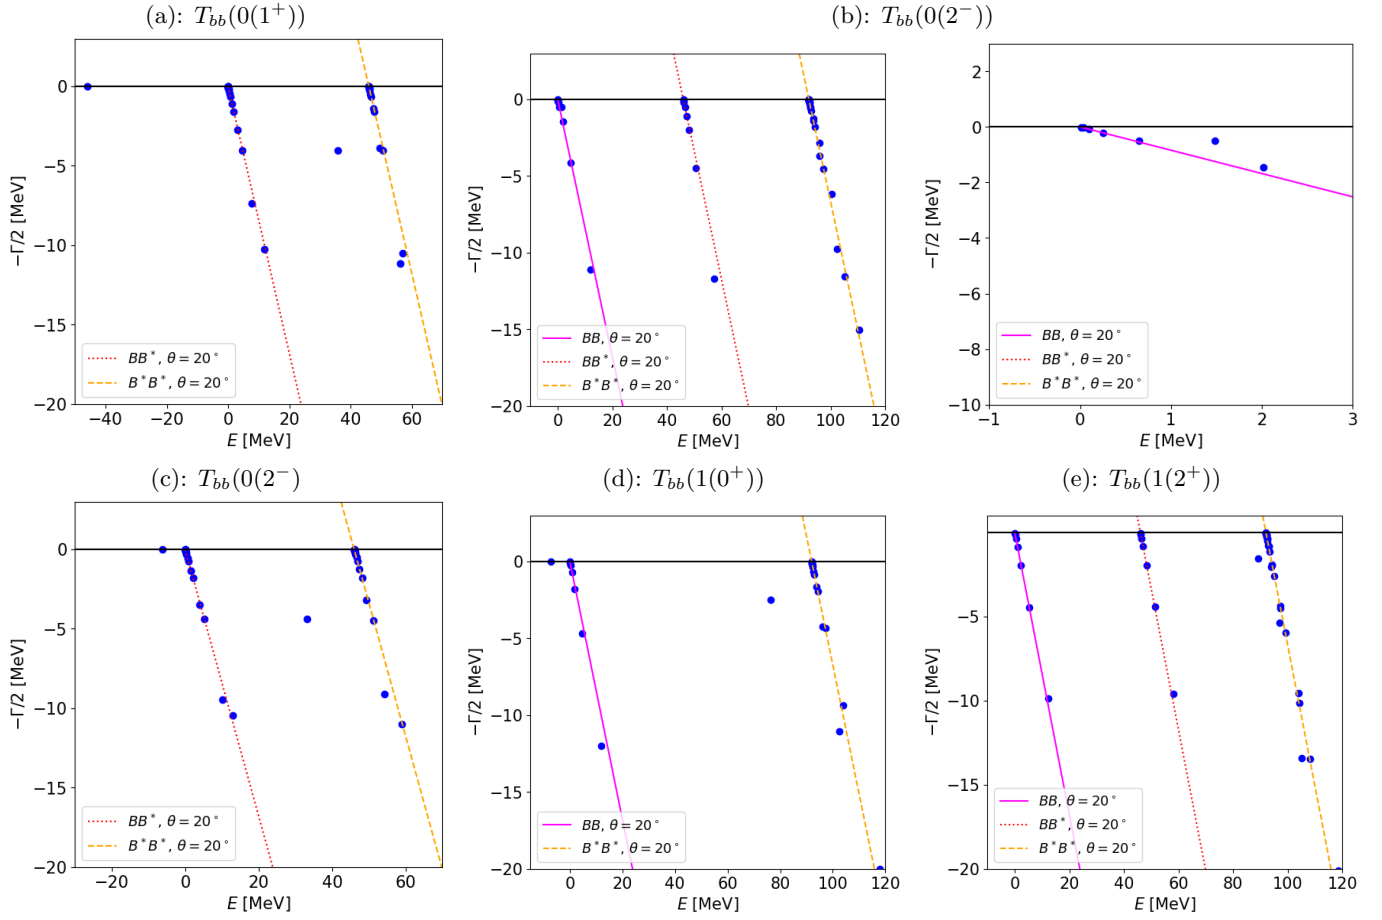 (a): T_bb(0(1⁺))
(b): T_bb(0(2⁻))
0
−5
−10
−15
−20
−Γ/2 [MeV]
BB*, θ = 20°
B*B*, θ = 20°
−40 −20 0 20 40 60
E [MeV]
0
−5
−10
−15
−20
−Γ/2 [MeV]
BB, θ = 20°
BB*, θ = 20°
B*B*, θ = 20°
0 20 40 60 80 100 120
E [MeV]
2
0
−2
−4
−6
−8
−10
−Γ/2 [MeV]
BB, θ = 20°
BB*, θ = 20°
B*B*, θ = 20°
−1 0 1 2 3
E [MeV]
(c): T_bb(0(2⁻)
(d): T_bb(1(0⁺))
(e): T_bb(1(2⁺))
0
−5
−10
−15
−20
−Γ/2 [MeV]
BB*, θ = 20°
B*B*, θ = 20°
−20 0 20 40 60
E [MeV]
0
−5
−10
−15
−20
−Γ/2 [MeV]
BB, θ = 20°
B*B*, θ = 20°
0 20 40 60 80 100 120
E [MeV]
0
−5
−10
−15
−20
−Γ/2 [MeV]
BB, θ = 20°
BB*, θ = 20°
B*B*, θ = 20°
0 20 40 60 80 100 120
E [MeV]